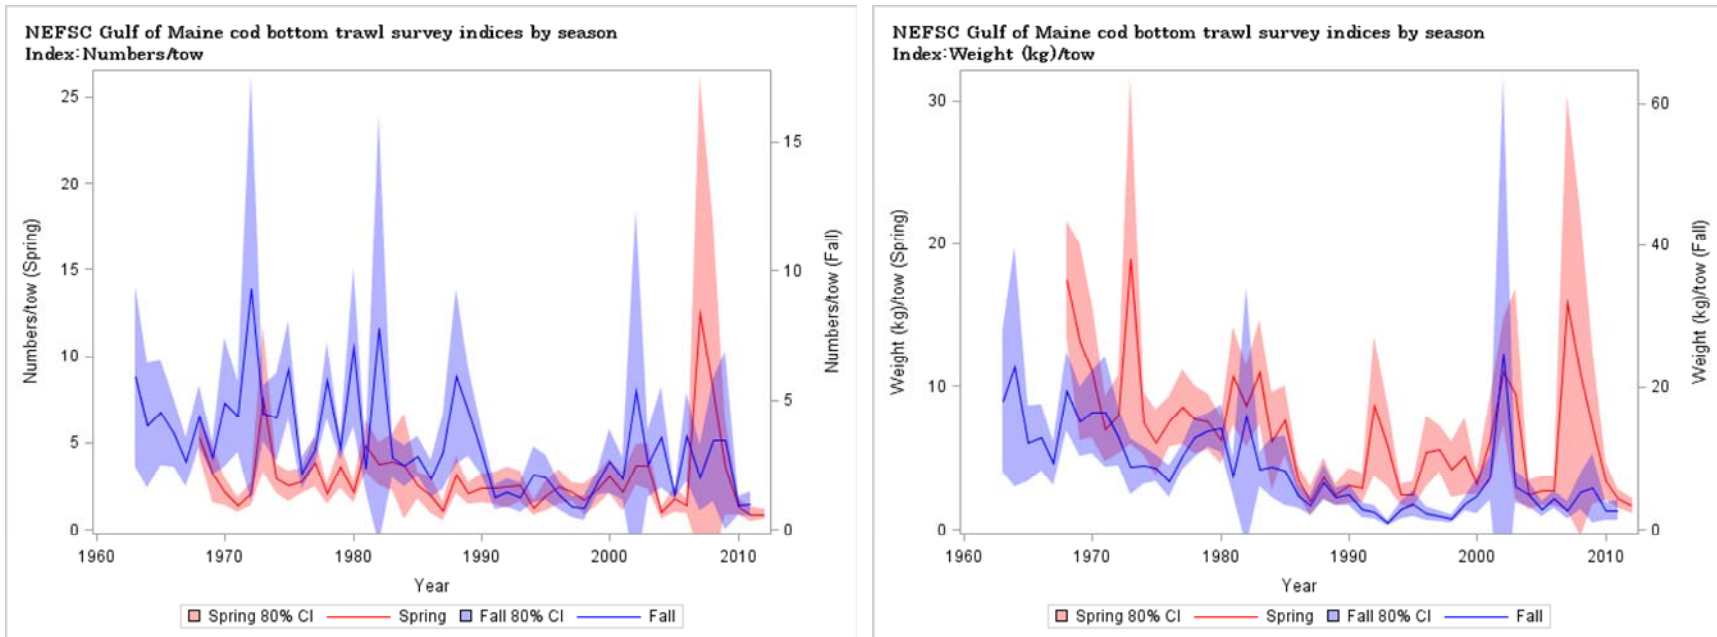 NEFSC Gulf of Maine cod bottom trawl survey indices by season
Index:Numbers/tow
25
20
15
10
5
0
Numbers/tow (Spring)
15
10
5
0
Numbers/tow (Fall)
1960 1970 1980 1990 2000 2010
Year
Spring 80% CI Spring Fall 80% CI Fall
NEFSC Gulf of Maine cod bottom trawl survey indices by season
Index:Weight (kg)/tow
30
20
10
0
Weight (kg)/tow (Spring)
60
40
20
0
Weight (kg)/tow (Fall)
1960 1970 1980 1990 2000 2010
Year
Spring 80% CI Spring Fall 80% CI Fall